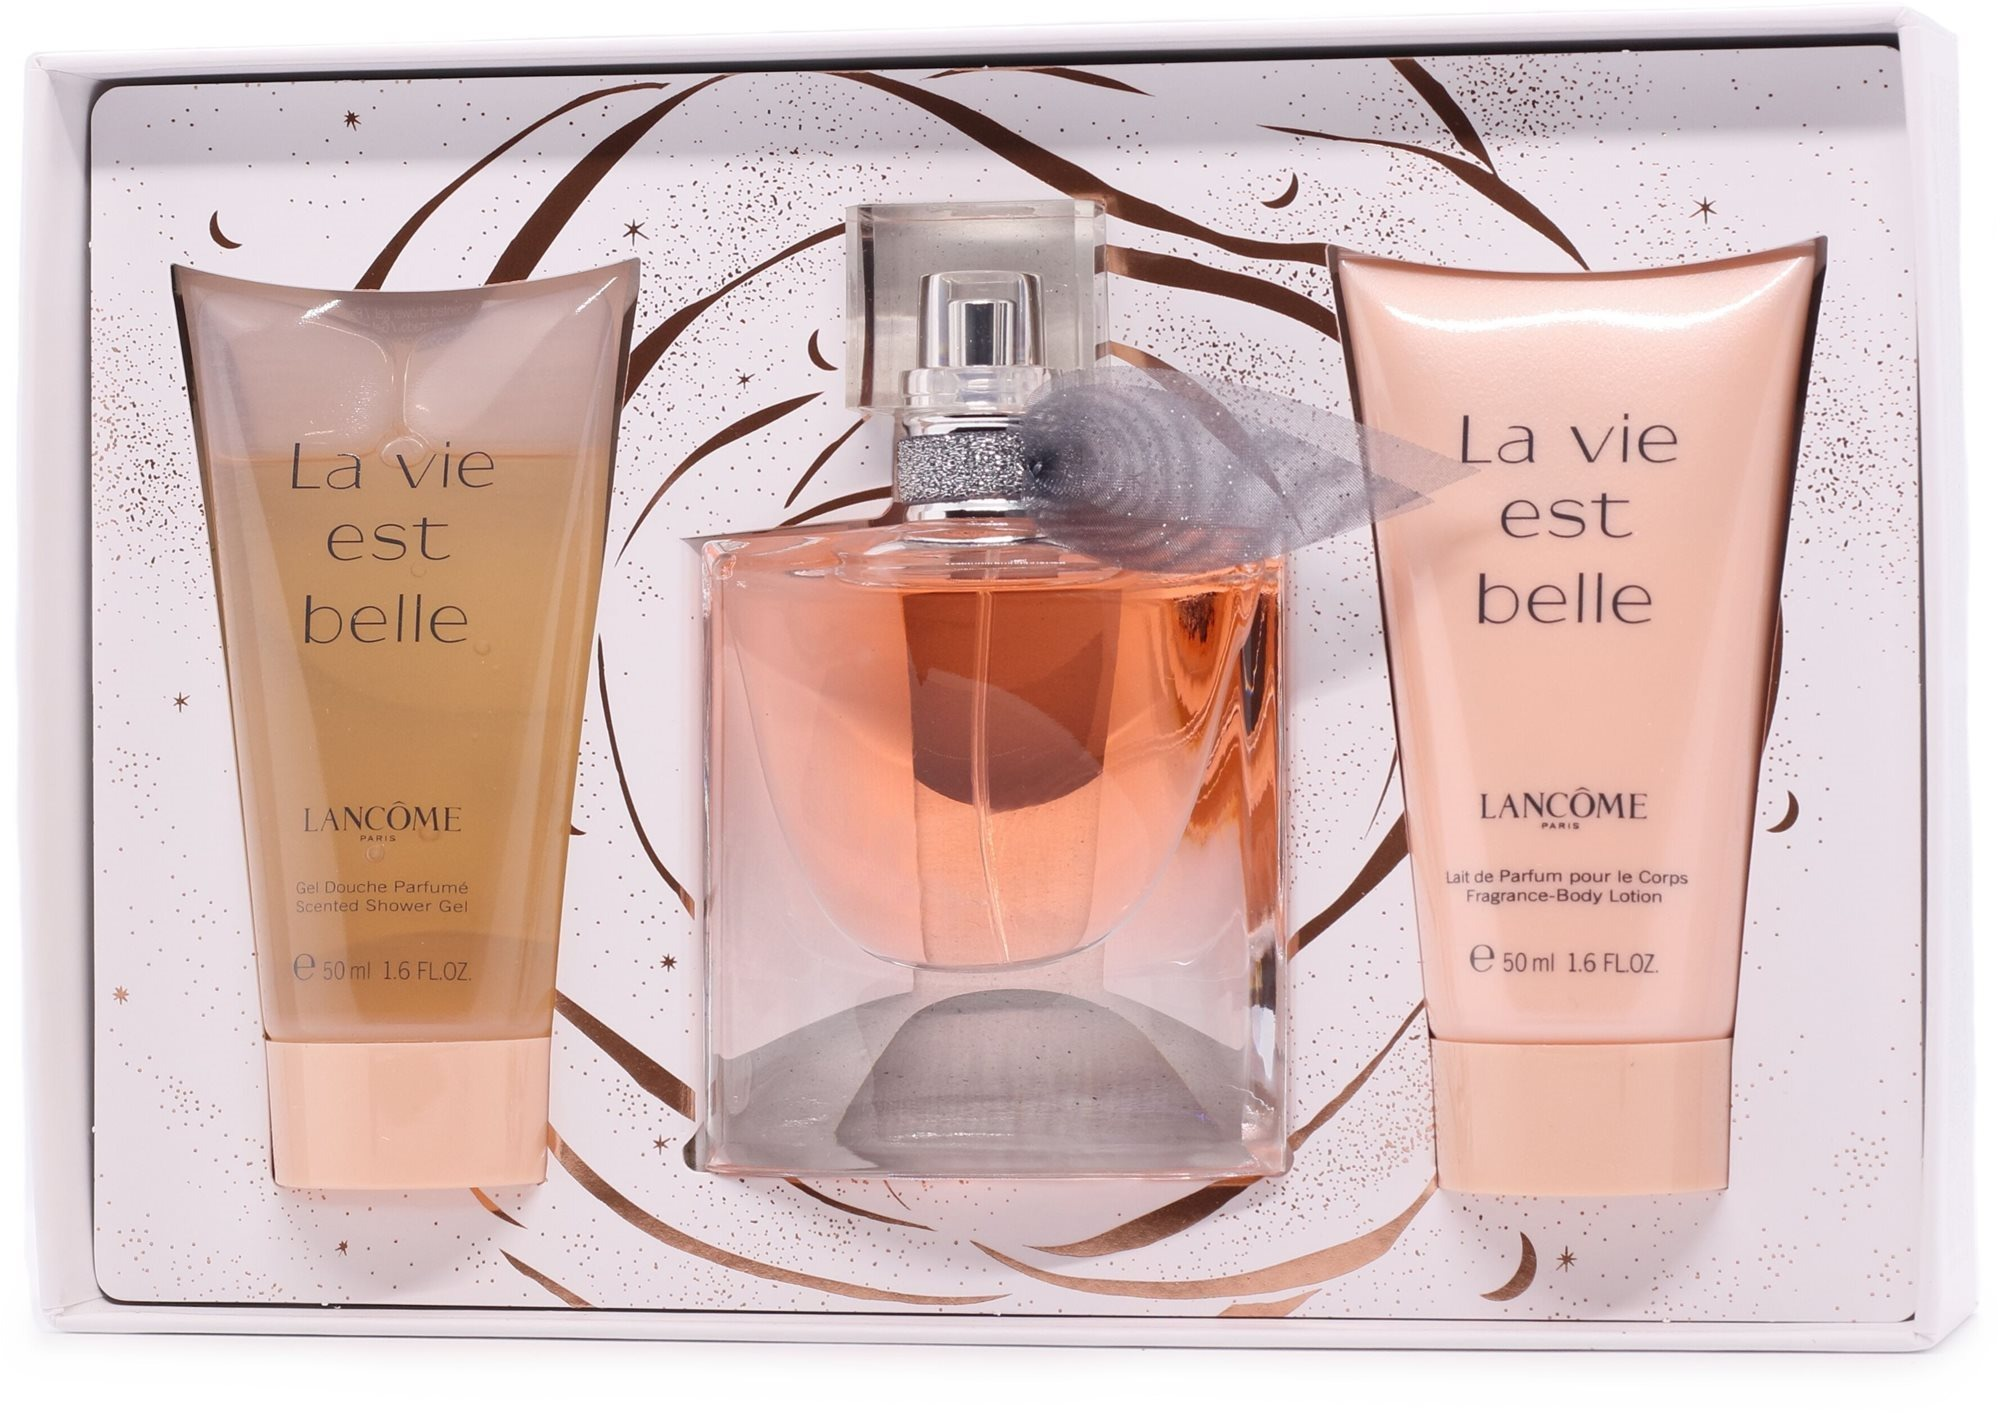 La vie
est
belle
LANCÔME
PARIS
Gel Douche Parfumé
Scented Shower Gel
℮ 50 ml 1.6 FL.OZ.
La vie
est
belle
LANCÔME
PARIS
Lait de Parfum pour le Corps
Fragrance-Body Lotion
℮ 50 ml 1.6 FL.OZ.